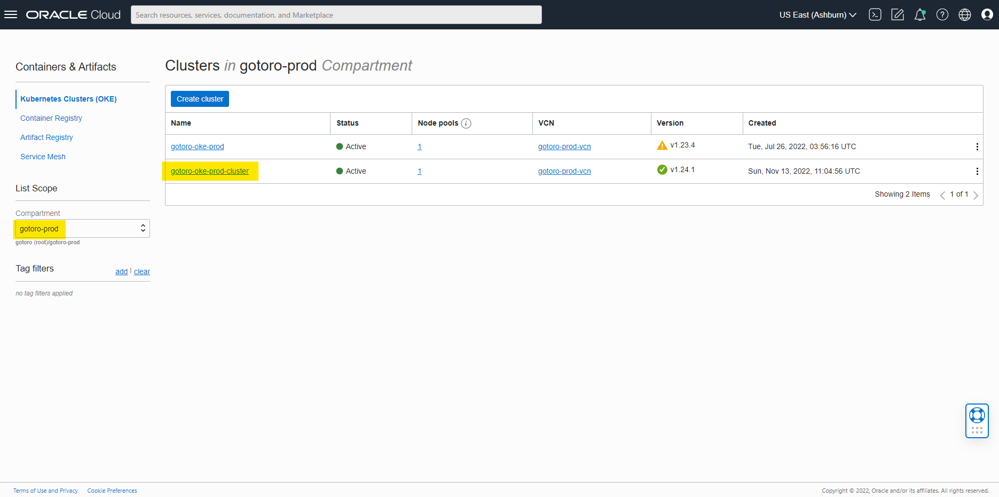 ORACLE Cloud
Search resources, services, documentation, and Marketplace
US East (Ashburn)
Containers & Artifacts
Kubernetes Clusters (OKE)
Container Registry
Artifact Registry
Service Mesh
List Scope
Compartment
gotoro-prod
gotoro (root)/gotoro-prod
Tag filters
add | clear
no tag filters applied
Clusters in gotoro-prod Compartment
Create cluster
Name Status Node pools i VCN Version Created
gotoro-oke-prod Active 1 gotoro-prod-vcn v1.23.4 Tue, Jul 26, 2022, 03:56:16 UTC
gotoro-oke-prod-cluster Active 1 gotoro-prod-vcn v1.24.1 Sun, Nov 13, 2022, 11:04:56 UTC
Showing 2 Items < 1 of 1 >
Terms of Use and Privacy Cookie Preferences
Copyright © 2022, Oracle and/or its affiliates. All rights reserved.